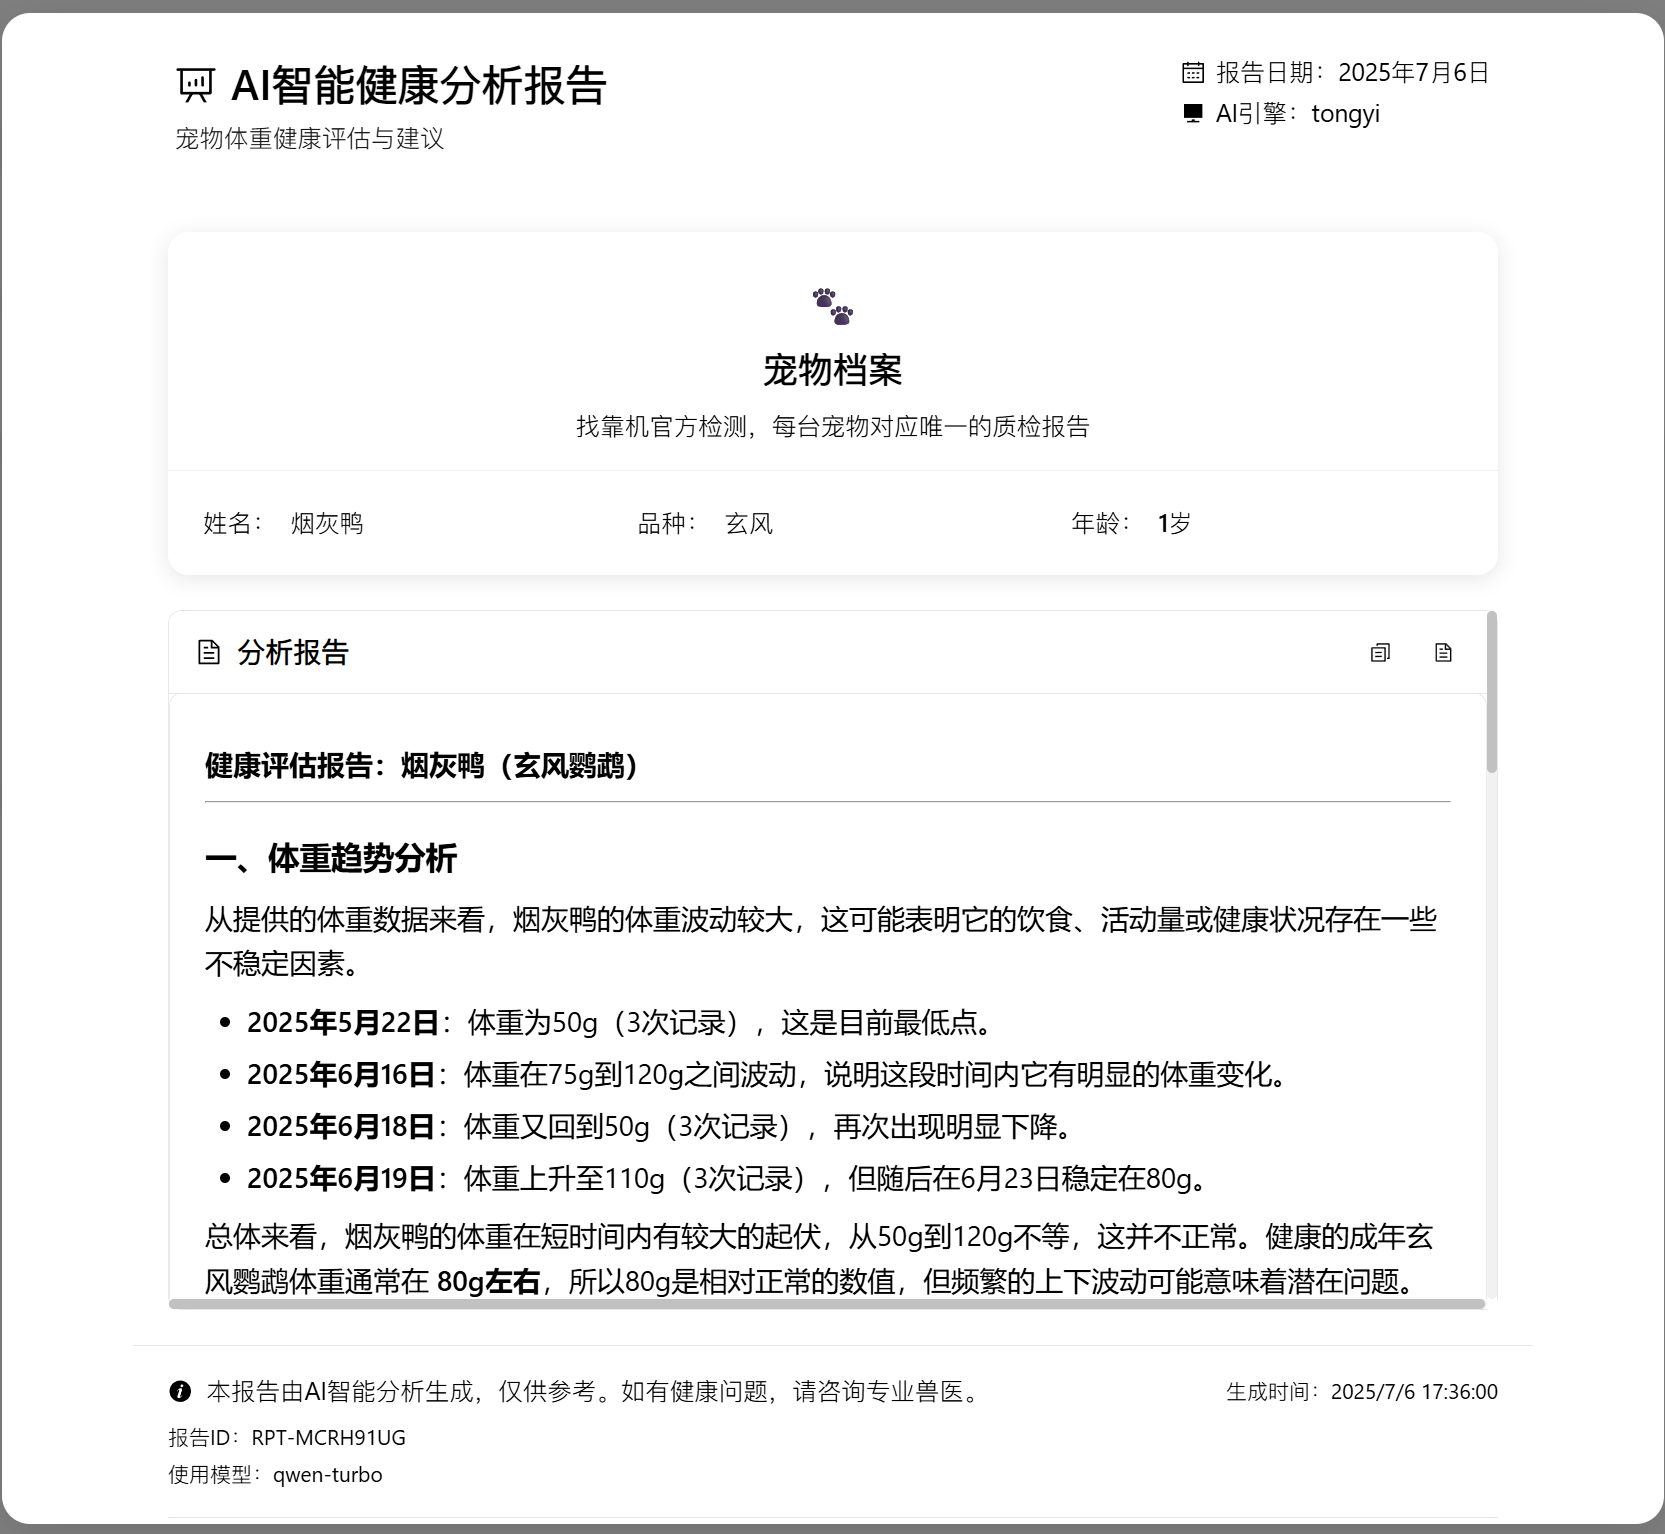 AI智能健康分析报告
宠物体重健康评估与建议
报告日期：2025年7月6日
AI引擎：tongyi
宠物档案
找靠机官方检测，每台宠物对应唯一的质检报告
姓名： 烟灰鸭 品种： 玄风 年龄： 1岁
分析报告
健康评估报告：烟灰鸭（玄风鹦鹉）
一、体重趋势分析
从提供的体重数据来看，烟灰鸭的体重波动较大，这可能表明它的饮食、活动量或健康状况存在一些
不稳定因素。
• 2025年5月22日：体重为50g（3次记录），这是目前最低点。
• 2025年6月16日：体重在75g到120g之间波动，说明这段时间内它有明显的体重变化。
• 2025年6月18日：体重又回到50g（3次记录），再次出现明显下降。
• 2025年6月19日：体重上升至110g（3次记录），但随后在6月23日稳定在80g。
总体来看，烟灰鸭的体重在短时间内有较大的起伏，从50g到120g不等，这并不正常。健康的成年玄
风鹦鹉体重通常在 80g左右，所以80g是相对正常的数值，但频繁的上下波动可能意味着潜在问题。
本报告由AI智能分析生成，仅供参考。如有健康问题，请咨询专业兽医。
生成时间：2025/7/6 17:36:00
报告ID：RPT-MCRH91UG
使用模型：qwen-turbo